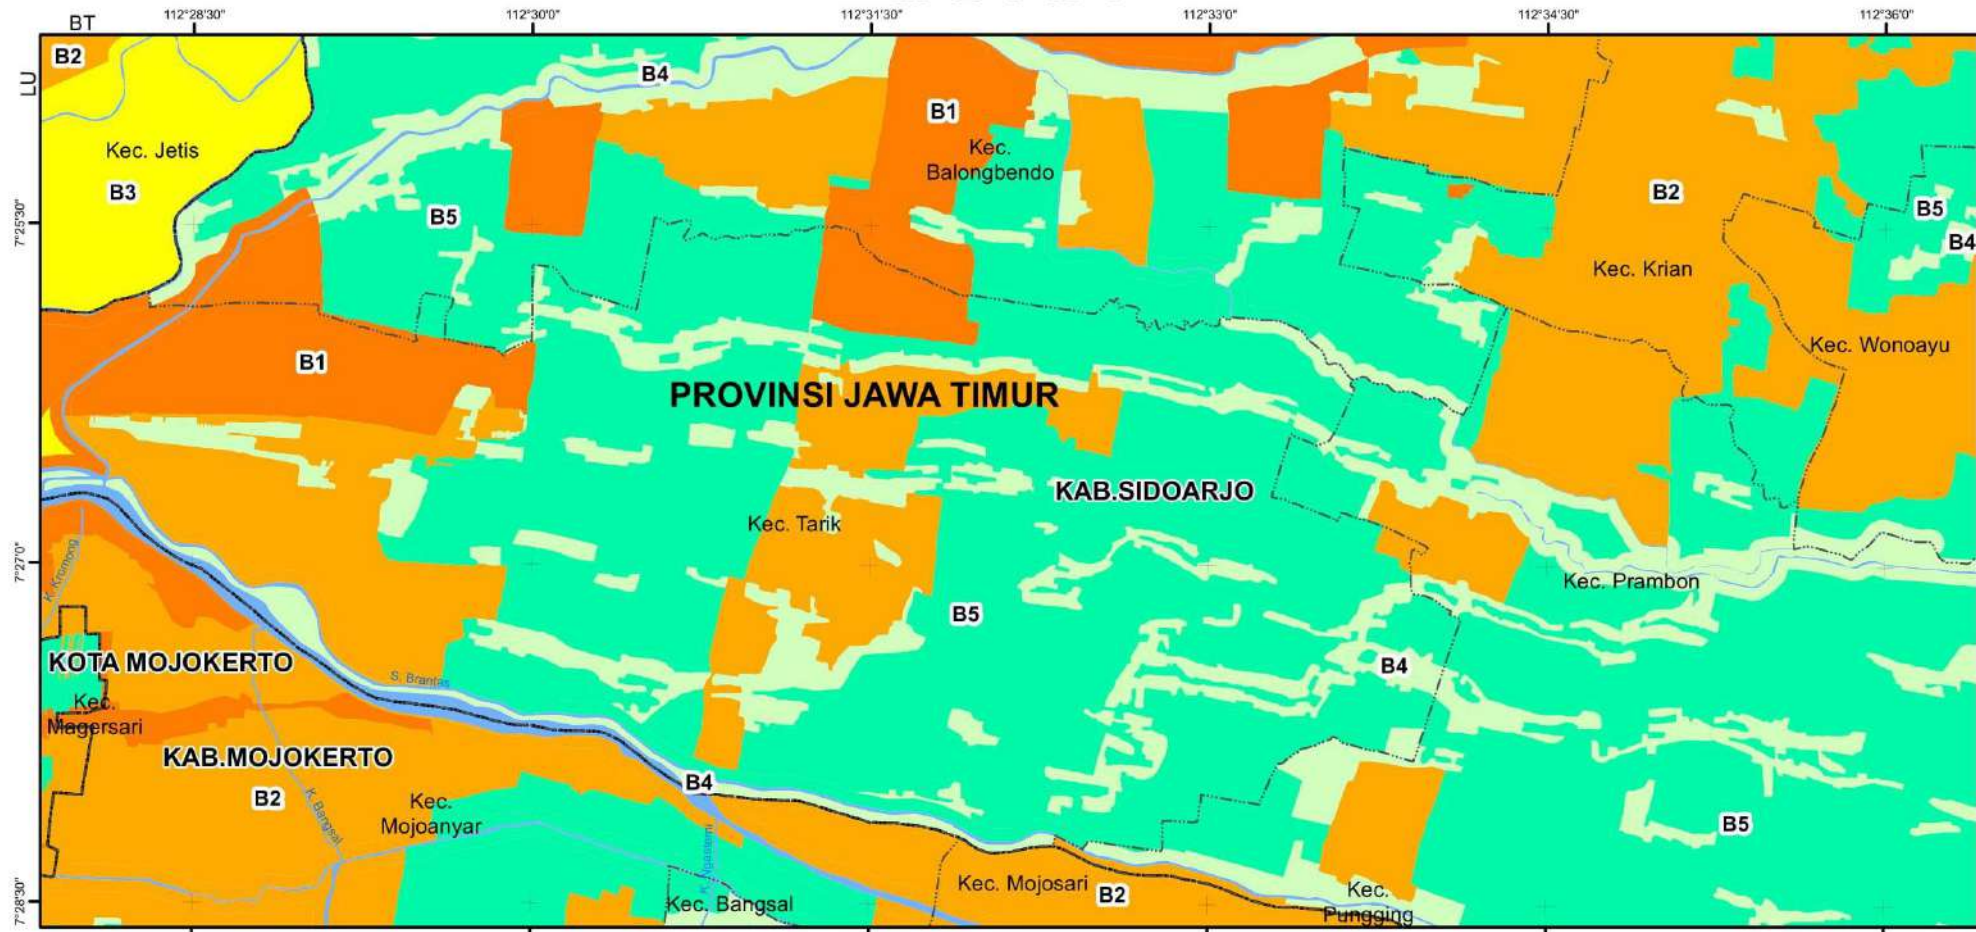 BT
112°28'30"
112°30'0"
112°31'30"
112°33'0"
112°34'30"
112°36'0"
LU
7°25'30"
7°27'0"
7°28'30"
B2
B4
B1
Kec. Jetis
Kec.
Balongbendo
B3
B2
B5
B5
B4
Kec. Krian
Kec. Wonoayu
B1
PROVINSI JAWA TIMUR
KAB.SIDOARJO
Kec. Tarik
K. Kromong
Kec. Prambon
B5
KOTA MOJOKERTO
B4
S. Brantas
Kec.
Magersari
KAB.MOJOKERTO
B4
B2
K. Bangsal
Kec.
Mojoanyar
B5
K. Ngastemi
Kec. Mojosari
B2
Kec. Bangsal
Kec.
Pungging